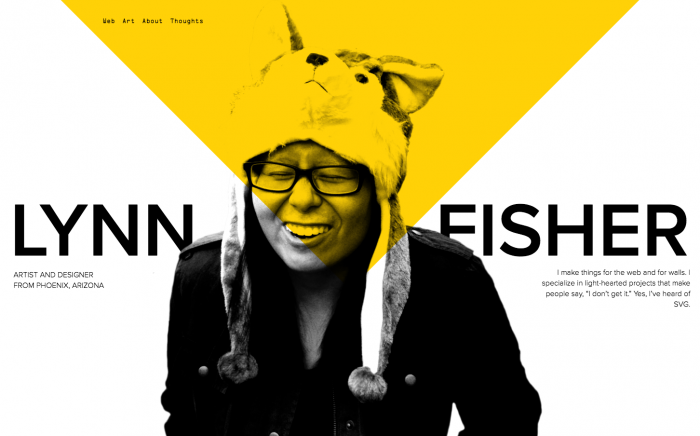 Web Art About Thoughts
LYNN FISHER
ARTIST AND DESIGNER
FROM PHOENIX, ARIZONA
I make things for the web and for walls. I
specialize in light-hearted projects that make
people say, "I don't get it." Yes, I've heard of
SVG.